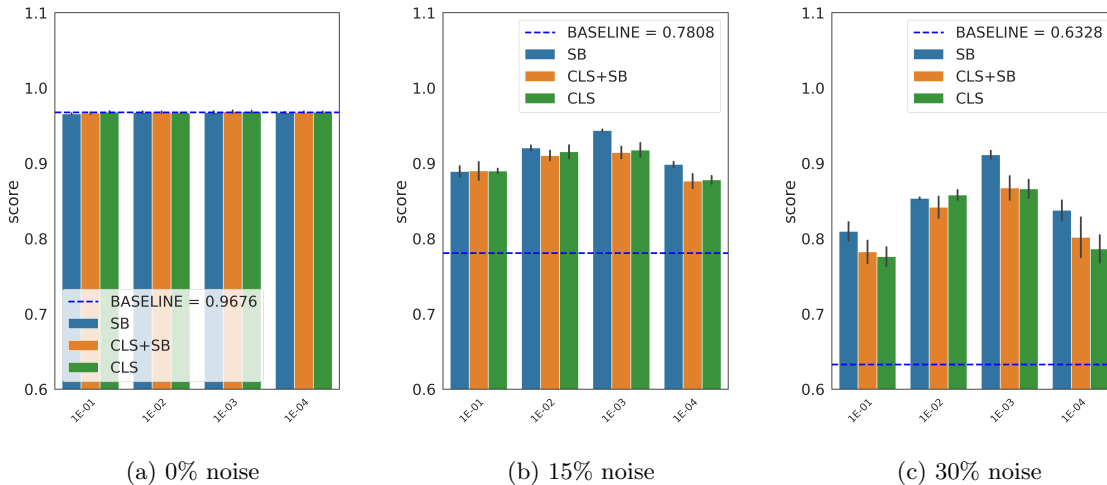 1.1
1.0
0.9
0.8
0.7
0.6
score
BASELINE = 0.9676
SB
CLS+SB
CLS
1E-01
1E-02
1E-03
1E-04
(a) 0% noise
1.1
1.0
0.9
0.8
0.7
0.6
score
BASELINE = 0.7808
SB
CLS+SB
CLS
1E-01
1E-02
1E-03
1E-04
(b) 15% noise
1.1
1.0
0.9
0.8
0.7
0.6
score
BASELINE = 0.6328
SB
CLS+SB
CLS
1E-01
1E-02
1E-03
1E-04
(c) 30% noise